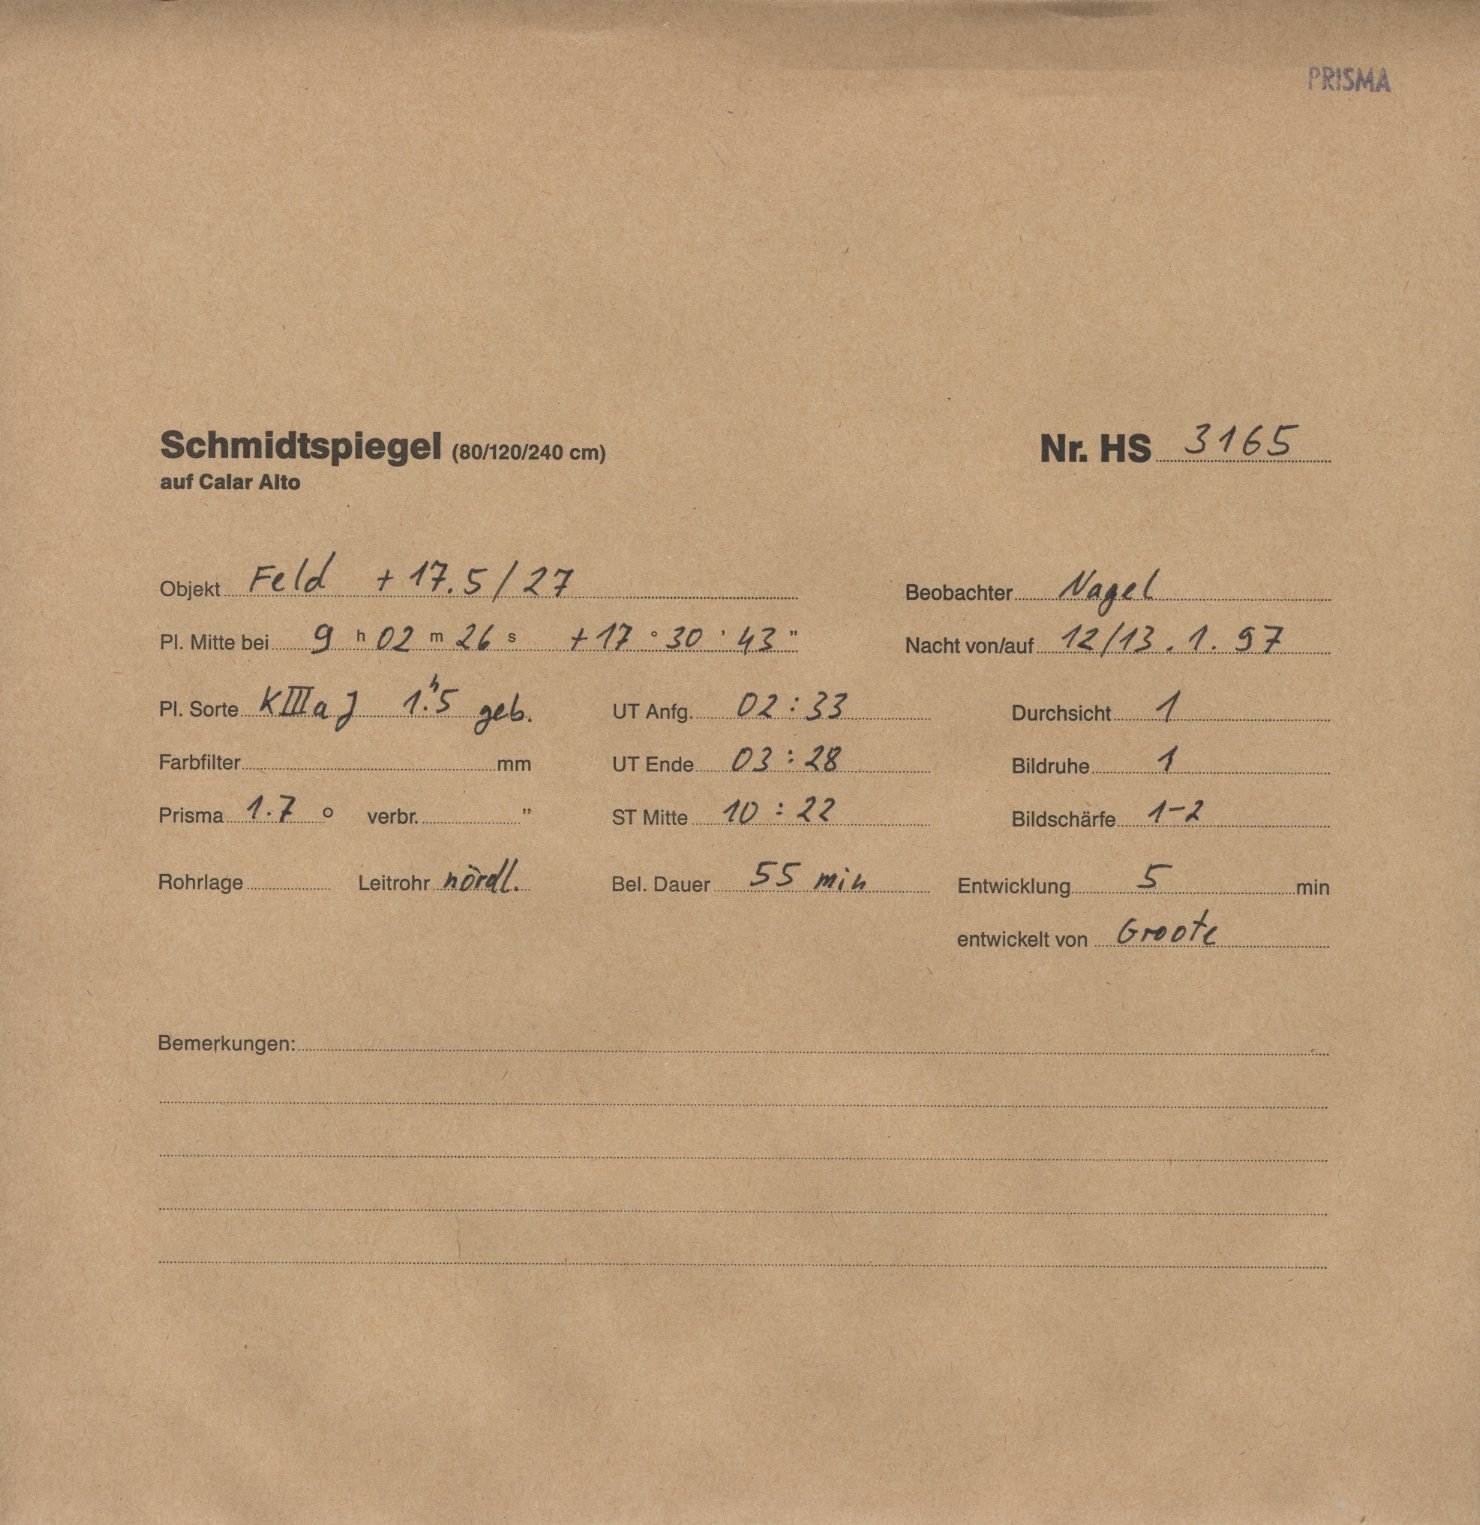 PRISMA
Schmidtspiegel (80/120/240 cm) Nr. HS 3165
auf Calar Alto
Objekt Feld +17.5/27 Beobachter Nagel
Pl. Mitte bei 9 h 02 m 26 s +17 ° 30 ' 43 " Nacht von/auf 12/13.1.97
Pl. Sorte KIIIaJ 1.ʰ5 geb. UT Anfg. 02:33 Durchsicht 1
Farbfilter mm UT Ende 03:28 Bildruhe 1
Prisma 1.7 ° verbr. " ST Mitte 10:22 Bildschärfe 1-2
Rohrlage Leitrohr nördl. Bel. Dauer 55 min Entwicklung 5 min
entwickelt von Groote
Bemerkungen: